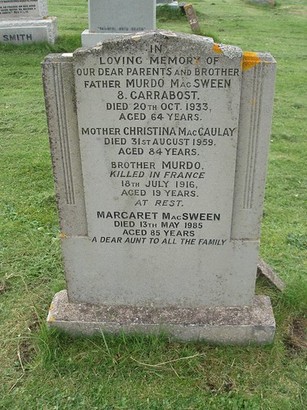 SMITH
IN
LOVING MEMORY OF
OUR DEAR PARENTS AND BROTHER
FATHER MURDO MACSWEEN
8. GARRABOST,
DIED 20TH OCT. 1933,
AGED 64 YEARS.
MOTHER CHRISTINA MACCAULAY
DIED 31ST AUGUST 1959.
AGED 84 YEARS.
BROTHER MURDO,
KILLED IN FRANCE
18TH JULY 1916,
AGED 19 YEARS.
AT REST.
MARGARET MACSWEEN
DIED 13TH MAY 1985
AGED 85 YEARS
A DEAR AUNT TO ALL THE FAMILY